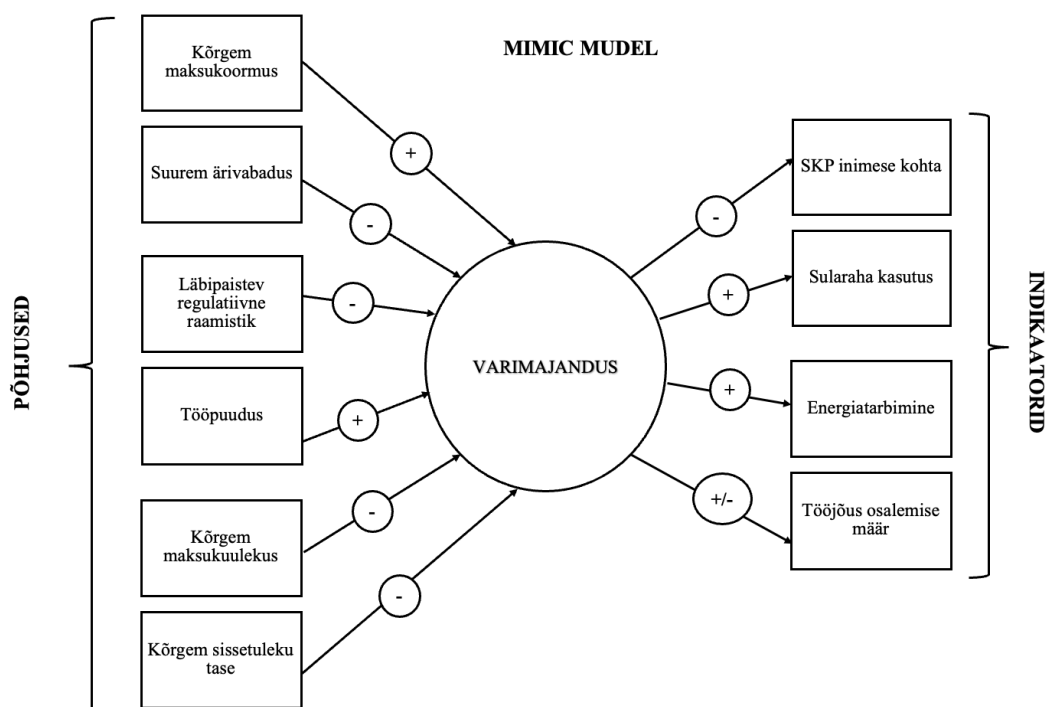 MIMIC MUDEL
PÕHJUSED
Kõrgem
maksukoormus
+
Suurem ärivabadus
-
Läbipaistev
regulatiivne
raamistik
-
Tööpuudus
+
Kõrgem
maksukuulekus
-
Kõrgem sissetuleku
tase
-
VARIMAJANDUS
-
SKP inimese kohta
+
Sularaha kasutus
+
Energiatarbimine
+/-
Tööjõus osalemise
määr
INDIKAATORID